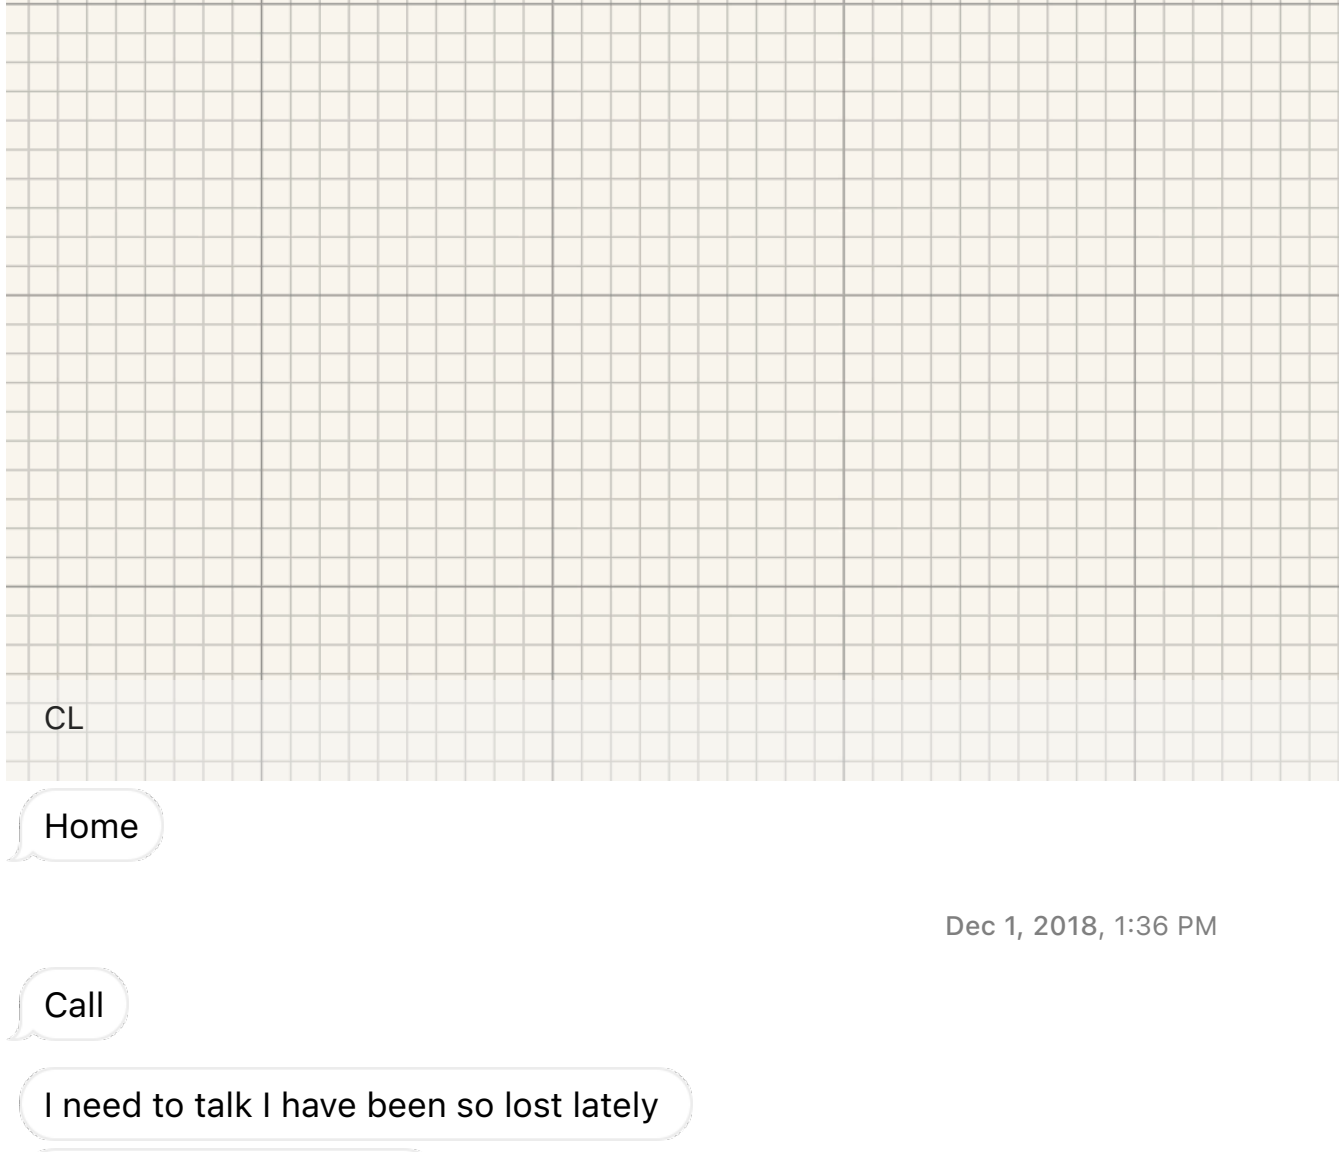 CL
Home
Dec 1, 2018, 1:36 PM
Call
I need to talk I have been so lost lately